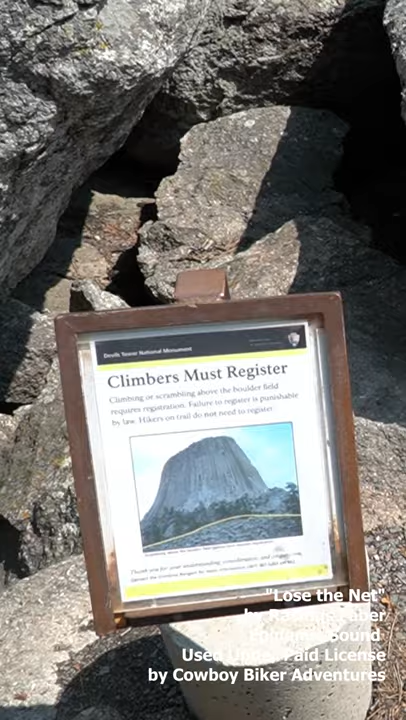 Devils Tower National Monument
Climbers Must Register
Climbing or scrambling above the boulder field
requires registration. Failure to register is punishable
by law. Hikers on trail do not need to register.
Thank you for your understanding, consideration, and
"Lose the Net"
by
Sound
Used Under Paid License
by Cowboy Biker Adventures